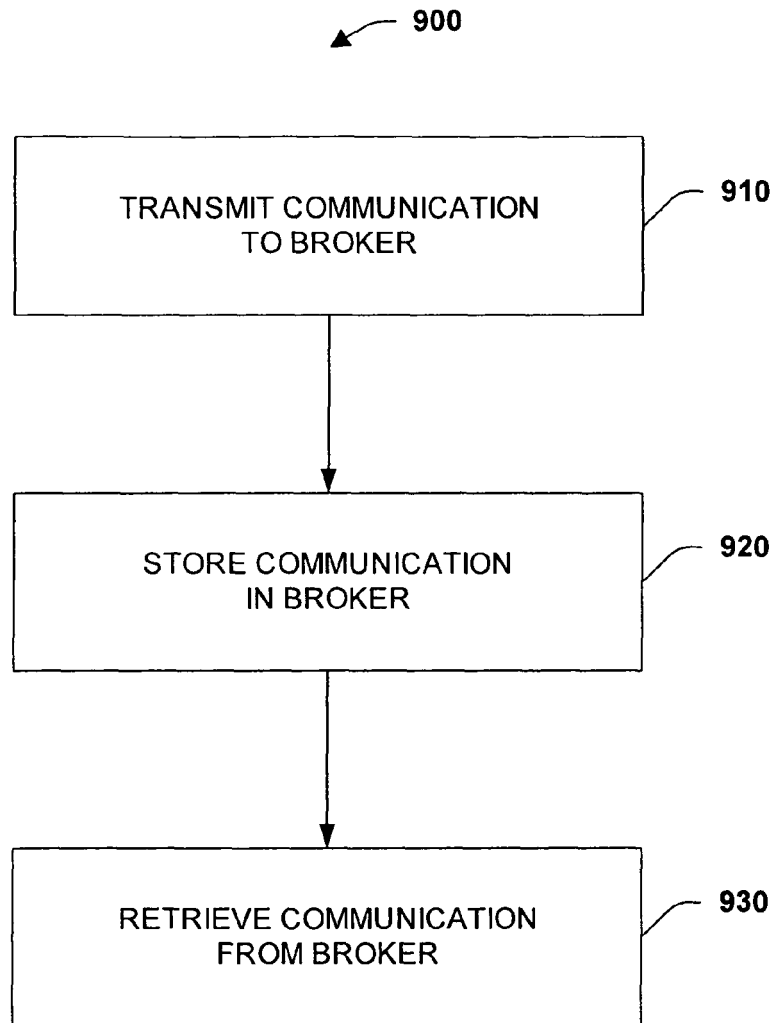 900
TRANSMIT COMMUNICATION
TO BROKER
910
STORE COMMUNICATION
IN BROKER
920
RETRIEVE COMMUNICATION
FROM BROKER
930